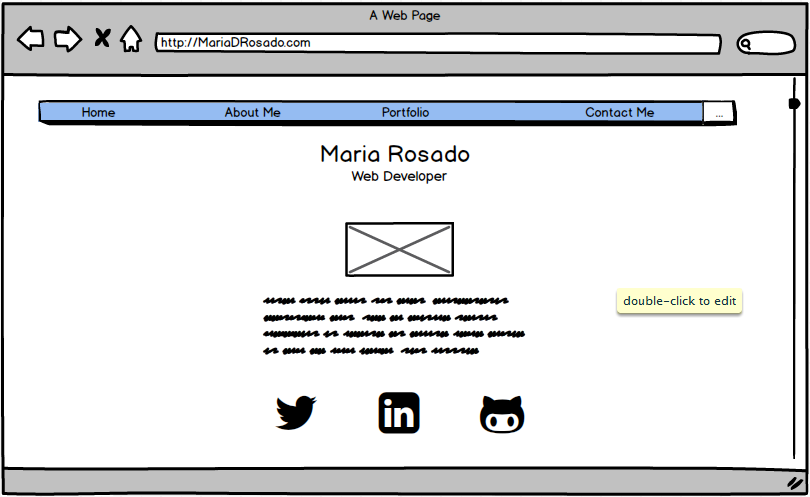 A Web Page
http://MariaDRosado.com
Home About Me Portfolio Contact Me ...
Maria Rosado
Web Developer
double-click to edit
in